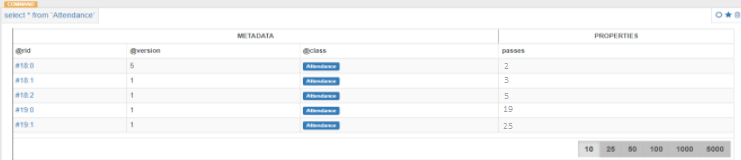 COMMAND
select * from `Attendance`
METADATA PROPERTIES
@rid @version @class passes
#18:0 5 Attendance 2
#18:1 1 Attendance 3
#18:2 1 Attendance 5
#19:0 1 Attendance 19
#19:1 1 Attendance 25
10 25 50 100 1000 5000